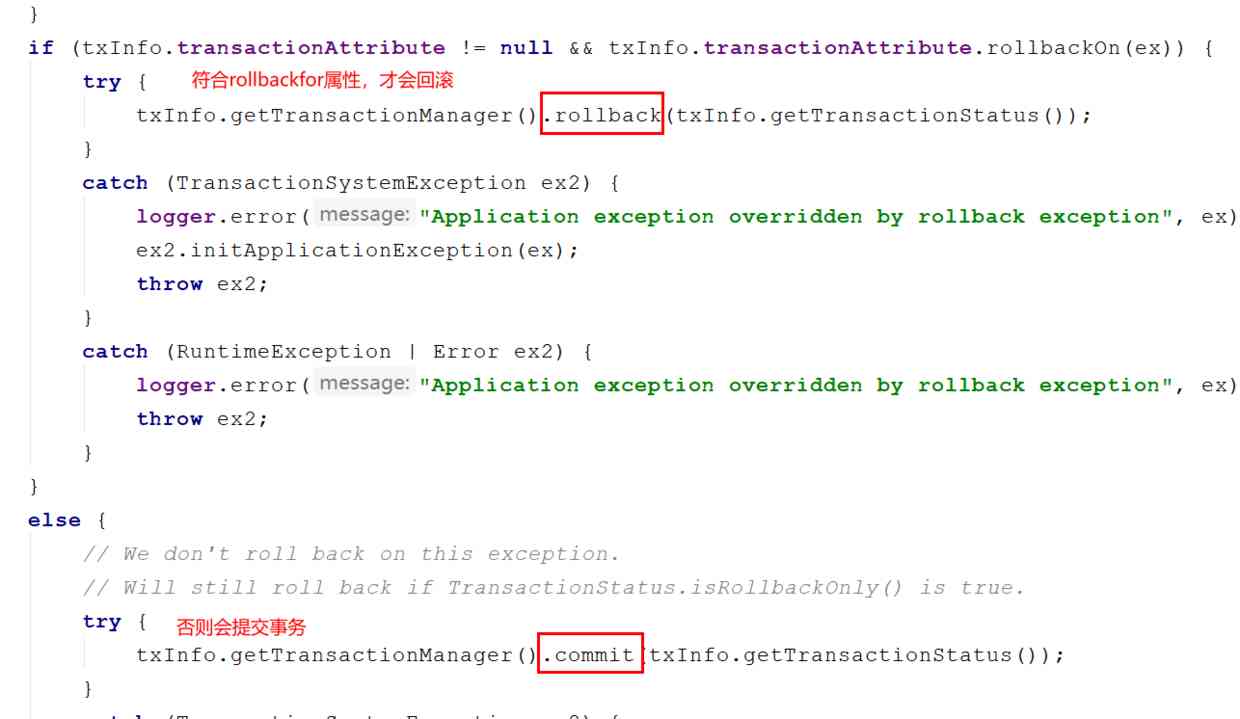 }
if (txInfo.transactionAttribute != null && txInfo.transactionAttribute.rollbackOn(ex)) {
try { 符合rollbackfor属性，才会回滚
txInfo.getTransactionManager().rollback(txInfo.getTransactionStatus());
}
catch (TransactionSystemException ex2) {
logger.error( message: "Application exception overridden by rollback exception", ex)
ex2.initApplicationException(ex);
throw ex2;
}
catch (RuntimeException | Error ex2) {
logger.error( message: "Application exception overridden by rollback exception", ex)
throw ex2;
}
}
else {
// We don't roll back on this exception.
// Will still roll back if TransactionStatus.isRollbackOnly() is true.
try { 否则会提交事务
txInfo.getTransactionManager().commit(txInfo.getTransactionStatus());
}